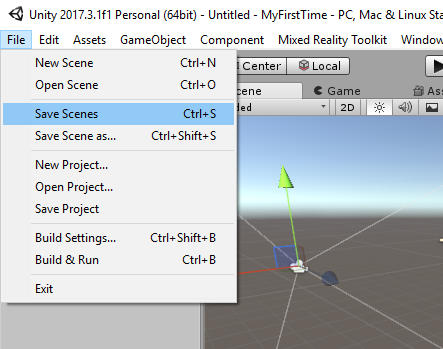 Unity 2017.3.1f1 Personal (64bit) - Untitled - MyFirstTime - PC, Mac & Linux Sta
File Edit Assets GameObject Component Mixed Reality Toolkit Window
Center Local
New Scene Ctrl+N
Open Scene Ctrl+O
cene Game Ass
Save Scenes Ctrl+S
ded 2D
Save Scene as... Ctrl+Shift+S
New Project...
Open Project...
Save Project
Build Settings... Ctrl+Shift+B
Build & Run Ctrl+B
Exit